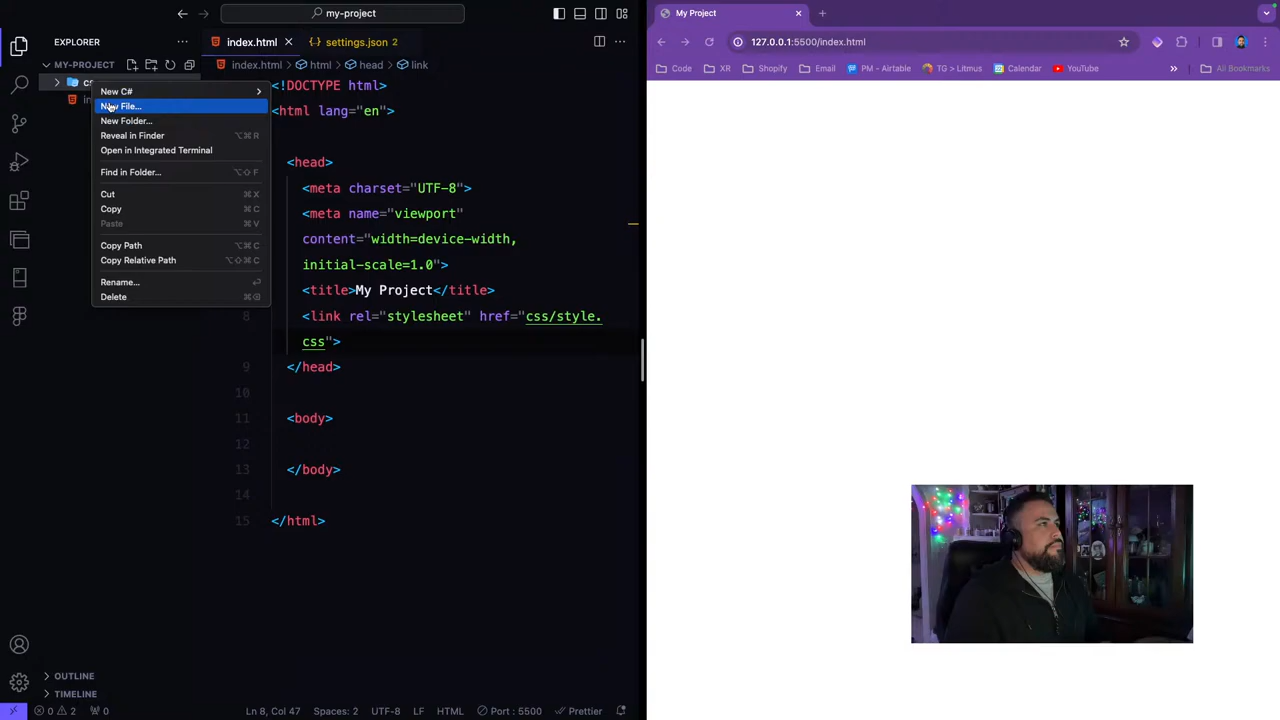 my-project
My Project
EXPLORER
index.html
settings.json 2
127.0.0.1:5500/index.html
MY-PROJECT
index.html
html
head
link
Code
XR
Shopify
Email
PM - Airtable
TG > Litmus
Calendar
YouTube
All Bookmarks
New C#
New File...
New Folder...
Reveal in Finder ⌥⌘R
Open in Integrated Terminal
Find in Folder... ⌥⇧F
Cut ⌘X
Copy ⌘C
Paste ⌘V
Copy Path ⌥⌘C
Copy Relative Path ⌥⇧⌘C
Rename... ↩
Delete ⌘⌫
<!DOCTYPE html>
<html lang="en">
<head>
<meta charset="UTF-8">
<meta name="viewport"
content="width=device-width,
initial-scale=1.0">
<title>My Project</title>
8 <link rel="stylesheet" href="css/style.
css">
9 </head>
10
11 <body>
12
13 </body>
14
15 </html>
OUTLINE
TIMELINE
0 2 0
Ln 8, Col 47
Spaces: 2
UTF-8
LF
HTML
Port : 5500
Prettier